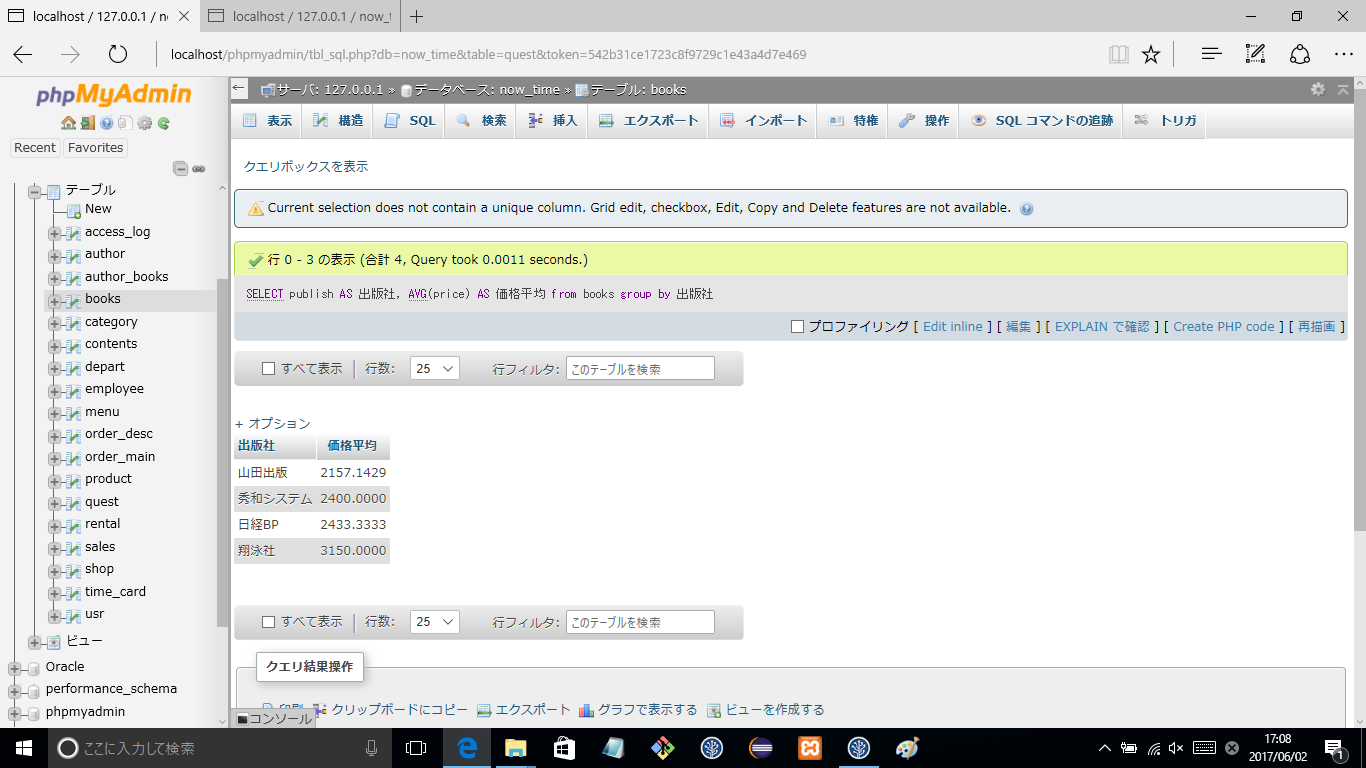 localhost / 127.0.0.1 / n
localhost / 127.0.0.1 / now_t
localhost/phpmyadmin/tbl_sql.php?db=now_time&table=quest&token=542b31ce1723c8f9729c1e43a4d7e469
phpMyAdmin
Recent Favorites
テーブル
New
access_log
author
author_books
books
category
contents
depart
employee
menu
order_desc
order_main
product
quest
rental
sales
shop
time_card
usr
ビュー
Oracle
performance_schema
phpmyadmin
サーバ: 127.0.0.1 » データベース: now_time » テーブル: books
表示 構造 SQL 検索 挿入 エクスポート インポート 特権 操作 SQL コマンドの追跡 トリガ
クエリボックスを表示
Current selection does not contain a unique column. Grid edit, checkbox, Edit, Copy and Delete features are not available.
行 0 - 3 の表示 (合計 4, Query took 0.0011 seconds.)
SELECT publish AS 出版社, AVG(price) AS 価格平均 from books group by 出版社
プロファイリング [ Edit inline ] [ 編集 ] [ EXPLAIN で確認 ] [ Create PHP code ] [ 再描画 ]
すべて表示 行数: 25 行フィルタ: このテーブルを検索
+ オプション
出版社 価格平均
山田出版 2157.1429
秀和システム 2400.0000
日経BP 2433.3333
翔泳社 3150.0000
すべて表示 行数: 25 行フィルタ: このテーブルを検索
クエリ結果操作
印刷 クリップボードにコピー エクスポート グラフで表示する ビューを作成する
コンソール
ここに入力して検索
17:08
2017/06/02
1